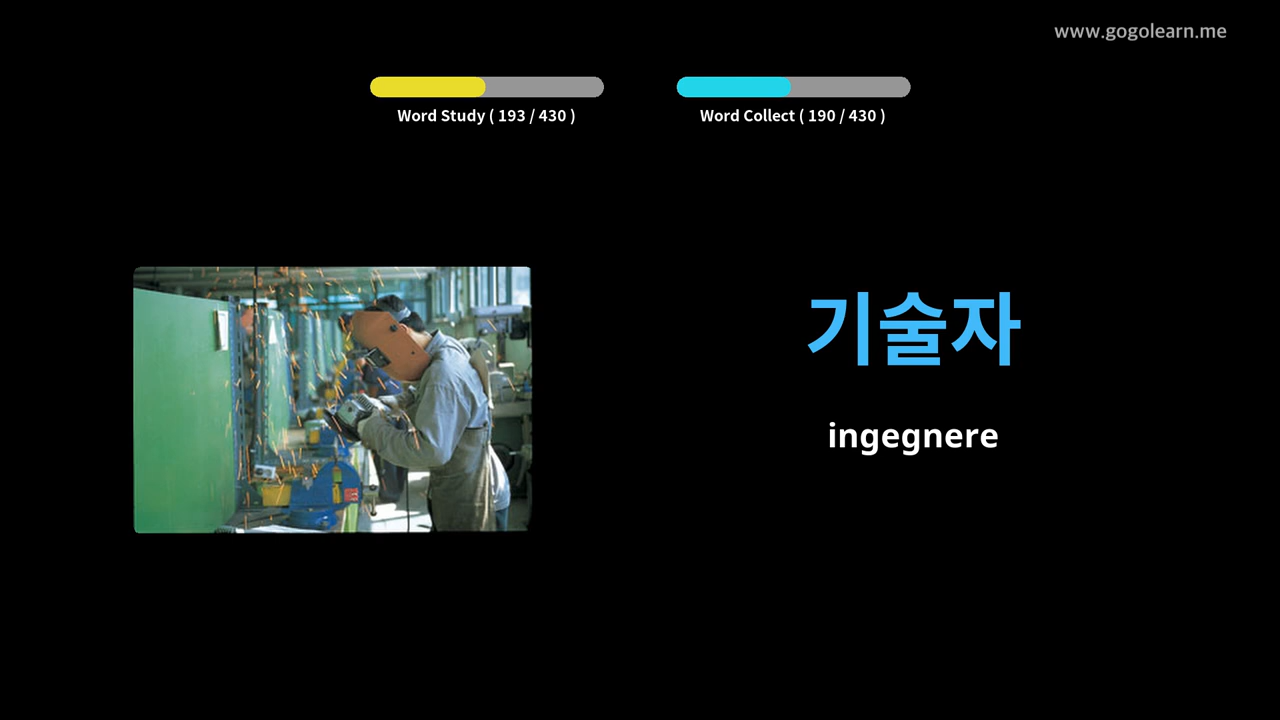 www.gogolearn.me
Word Study ( 193 / 430 )
Word Collect ( 190 / 430 )
기술자
ingegnere